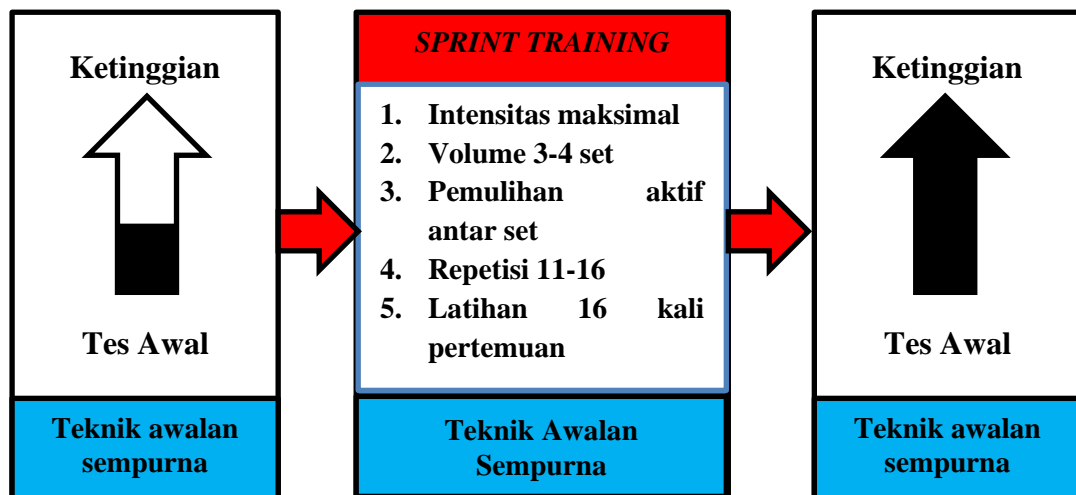 Ketinggian
Tes Awal
Teknik awalan
sempurna
SPRINT TRAINING
1. Intensitas maksimal
2. Volume 3-4 set
3. Pemulihan aktif
antar set
4. Repetisi 11-16
5. Latihan 16 kali
pertemuan
Teknik Awalan
Sempurna
Ketinggian
Tes Awal
Teknik awalan
sempurna